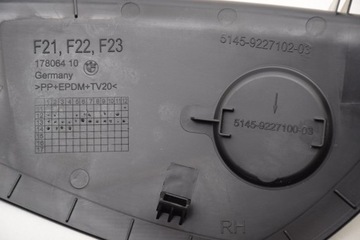 F21, F22, F23
178064 10
Germany
>PP+EPDM+TV20<
5145-9227102-03
5145-9227100-03
RH